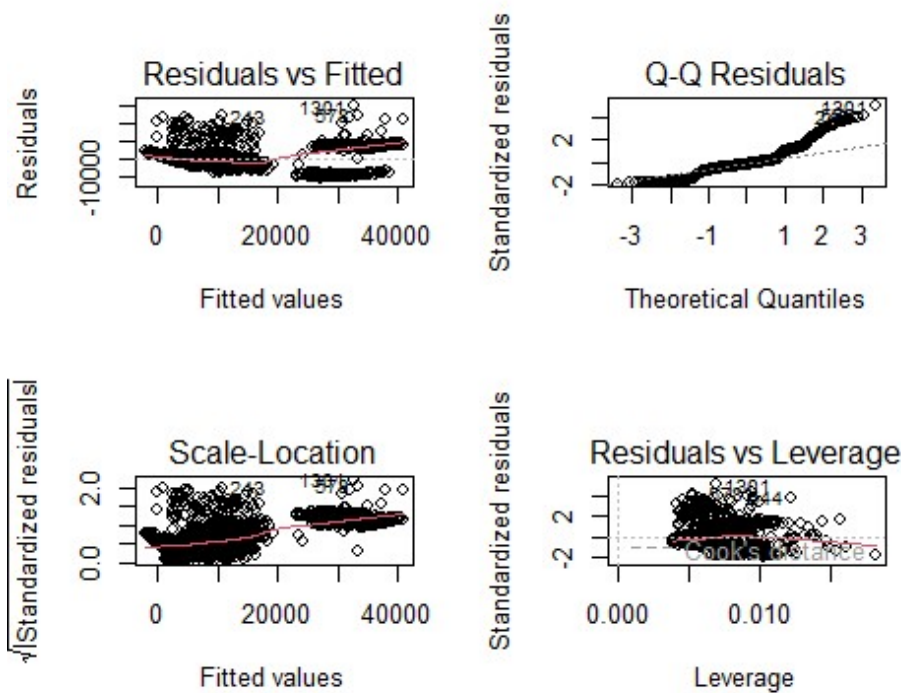 Residuals vs Fitted
Residuals
-10000
243
1301
0
20000
40000
Fitted values
Q-Q Residuals
Standardized residuals
-2
2
1301
-3
-1
1
2
3
Theoretical Quantiles
Scale-Location
√|Standardized residuals|
0.0
2.0
243
0
20000
40000
Fitted values
Residuals vs Leverage
Standardized residuals
-2
2
1301
Cook's distance
0.000
0.010
Leverage